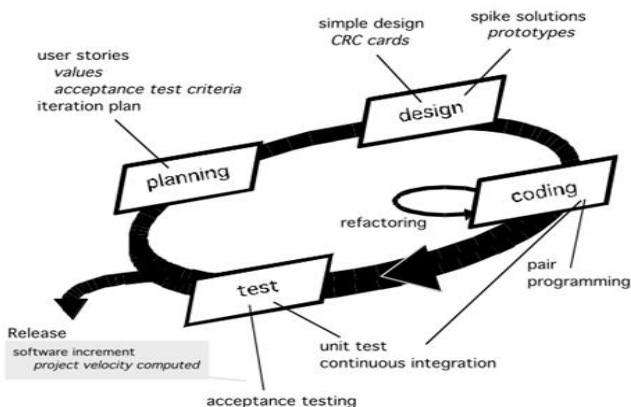 simple design
CRC cards
spike solutions
prototypes
user stories
values
acceptance test criteria
iteration plan
design
planning
coding
refactoring
pair
programming
test
unit test
continuous integration
Release
software increment
project velocity computed
acceptance testing